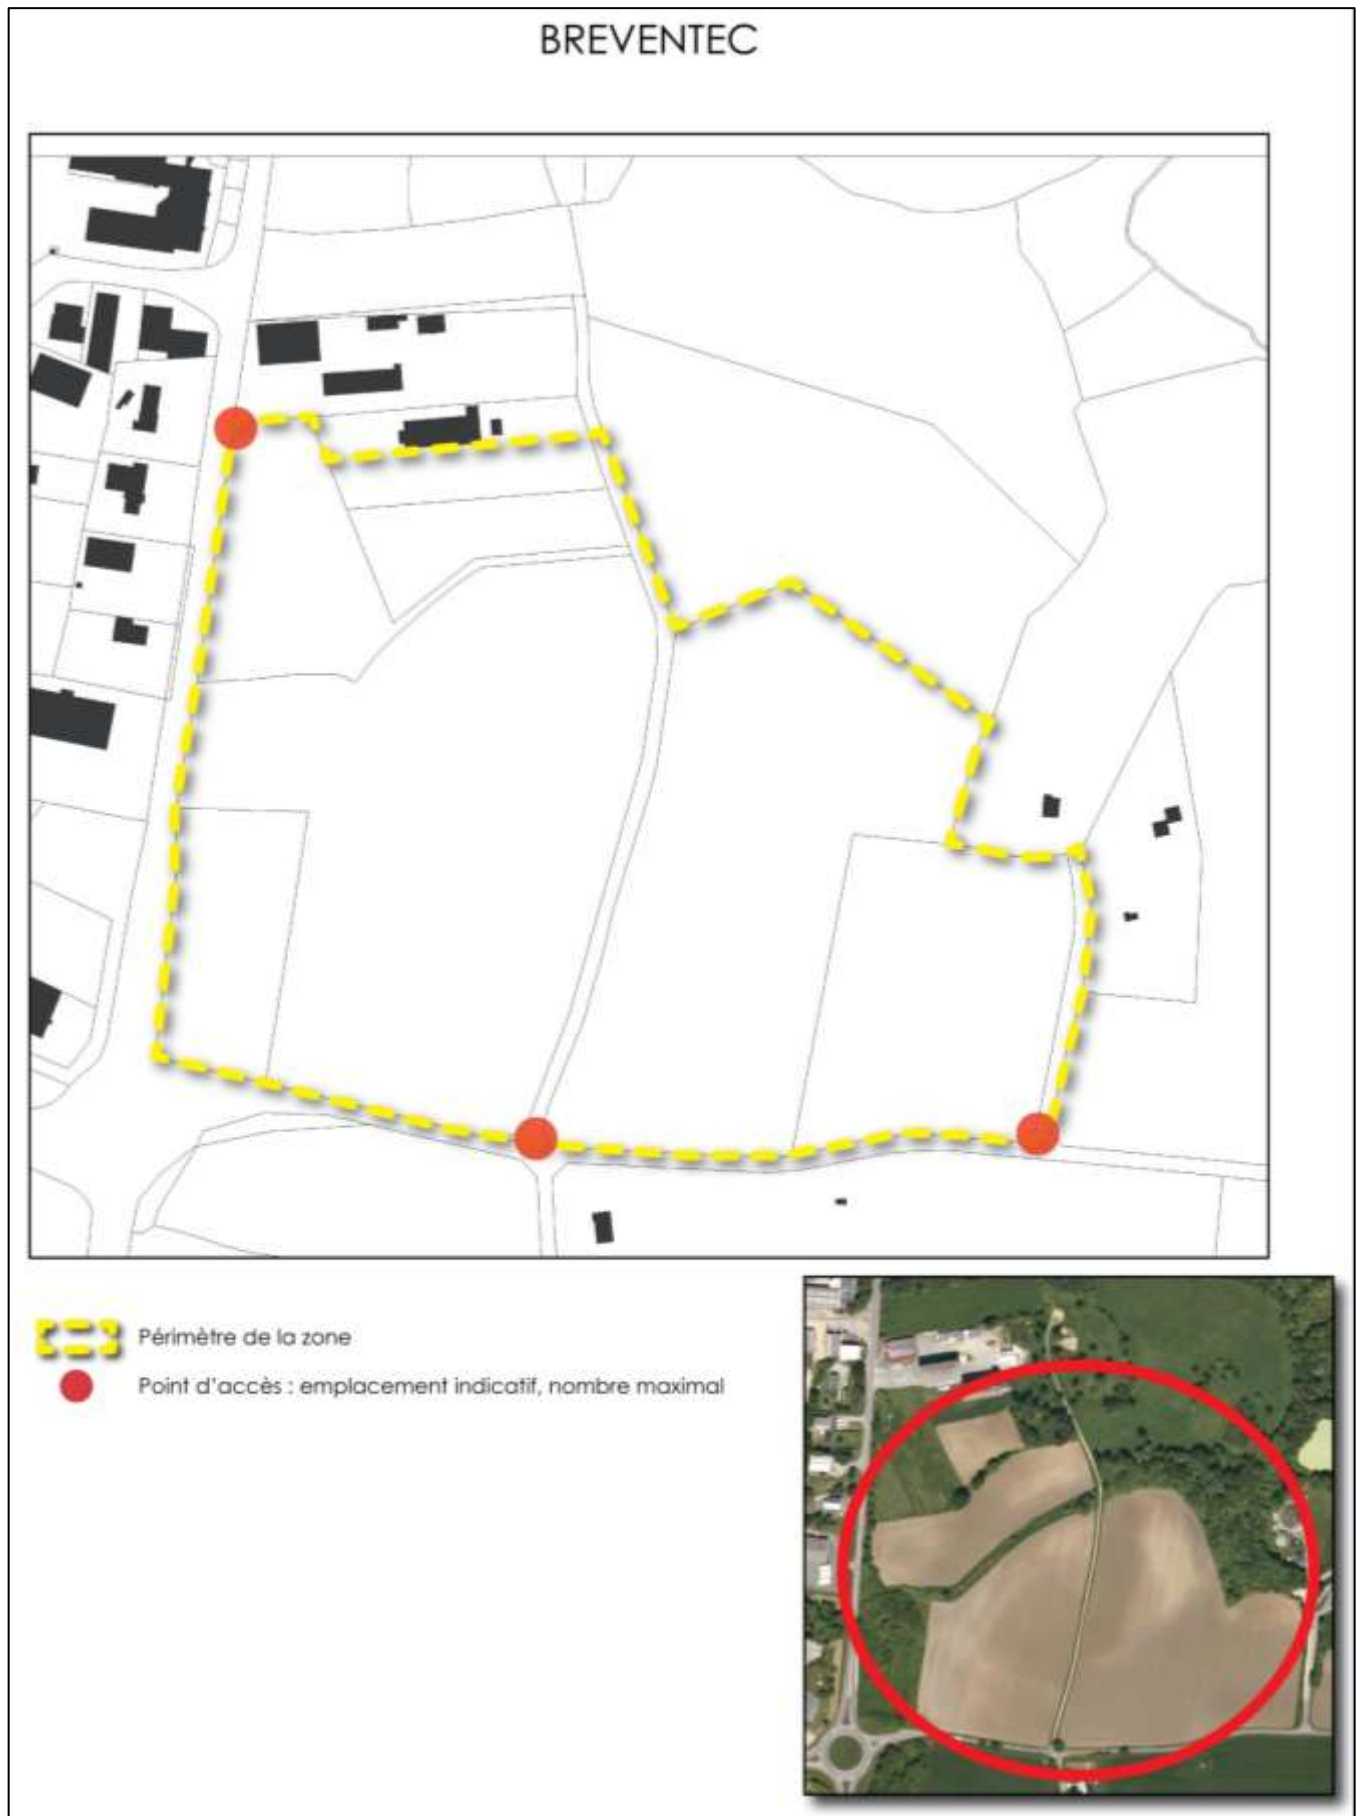 BREVENTEC
Périmètre de la zone
Point d'accès : emplacement indicatif, nombre maximal